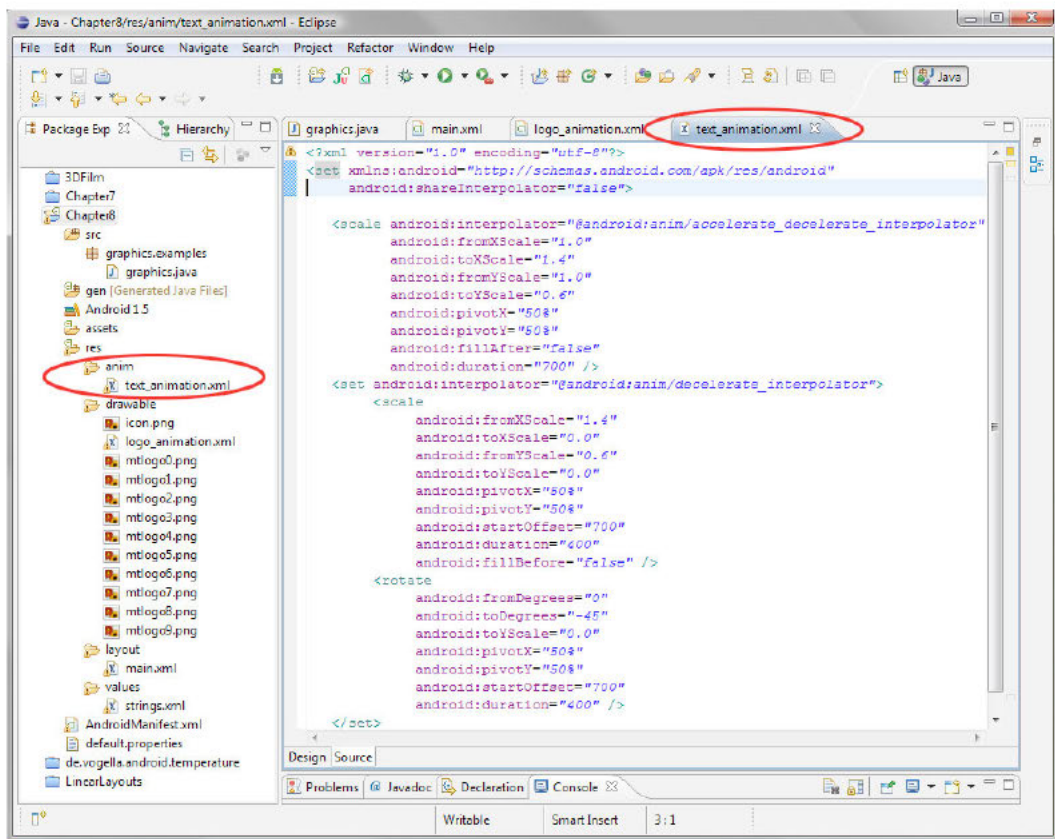 Java - Chapter8/res/anim/text_animation.xml - Eclipse
File Edit Run Source Navigate Search Project Refactor Window Help
Java
Package Exp
Hierarchy
graphics.java
main.xml
logo_animation.xml
text_animation.xml
3DFilm
Chapter7
Chapter8
src
graphics.examples
graphics.java
gen [Generated Java Files]
Android 1.5
assets
res
anim
text_animation.xml
drawable
icon.png
logo_animation.xml
mtlogo0.png
mtlogo1.png
mtlogo2.png
mtlogo3.png
mtlogo4.png
mtlogo5.png
mtlogo6.png
mtlogo7.png
mtlogo8.png
mtlogo9.png
layout
main.xml
values
strings.xml
AndroidManifest.xml
default.properties
de.vogella.android.temperature
LinearLayouts
<?xml version="1.0" encoding="utf-8"?>
<set xmlns:android="http://schemas.android.com/apk/res/android"
android:shareInterpolator="false">
<scale android:interpolator="@android:anim/accelerate_decelerate_interpolator"
android:fromXScale="1.0"
android:toXScale="1.4"
android:fromYScale="1.0"
android:toYScale="0.6"
android:pivotX="50%"
android:pivotY="50%"
android:fillAfter="false"
android:duration="700" />
<set android:interpolator="@android:anim/decelerate_interpolator">
<scale
android:fromXScale="1.4"
android:toXScale="0.0"
android:fromYScale="0.6"
android:toYScale="0.0"
android:pivotX="50%"
android:pivotY="50%"
android:startOffset="700"
android:duration="400"
android:fillBefore="false" />
<rotate
android:fromDegrees="0"
android:toDegrees="-45"
android:toYScale="0.0"
android:pivotX="50%"
android:pivotY="50%"
android:startOffset="700"
android:duration="400" />
</set>
Design Source
Problems @ Javadoc Declaration Console
Writable Smart Insert 3:1